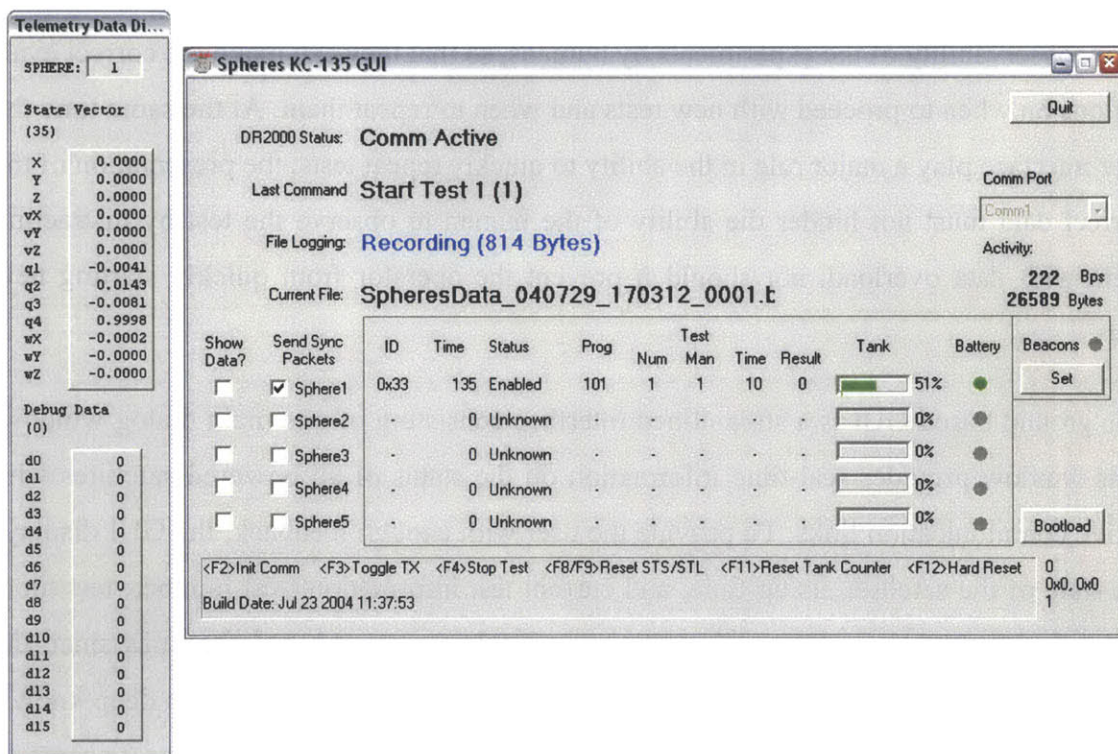 Telemetry Data Di...
SPHERE: 1
State Vector
(35)
X 0.0000
Y 0.0000
Z 0.0000
vX 0.0000
vY 0.0000
vZ 0.0000
q1 -0.0041
q2 0.0143
q3 -0.0081
q4 0.9998
wX -0.0002
wY -0.0000
wZ -0.0000
Debug Data
(0)
d0 0
d1 0
d2 0
d3 0
d4 0
d5 0
d6 0
d7 0
d8 0
d9 0
d10 0
d11 0
d12 0
d13 0
d14 0
d15 0
Spheres KC-135 GUI
Quit
DR2000 Status: Comm Active
Last Command Start Test 1 (1)
File Logging: Recording (814 Bytes)
Current File: SpheresData_040729_170312_0001.t
Comm Port
Comm1
Activity:
222 Bps
26589 Bytes
Show Data? Send Sync Packets ID Time Status Prog Test Num Man Time Result Tank Battery
Sphere1 0x33 135 Enabled 101 1 1 10 0 51%
Sphere2 - 0 Unknown - - - - - 0%
Sphere3 - 0 Unknown - - - - - 0%
Sphere4 - 0 Unknown - - - - - 0%
Sphere5 - 0 Unknown - - - - - 0%
Beacons
Set
Bootload
<F2>Init Comm <F3>Toggle TX <F4>Stop Test <F8/F9>Reset STS/STL <F11>Reset Tank Counter <F12>Hard Reset
Build Date: Jul 23 2004 11:37:53
0
0x0, 0x0
1